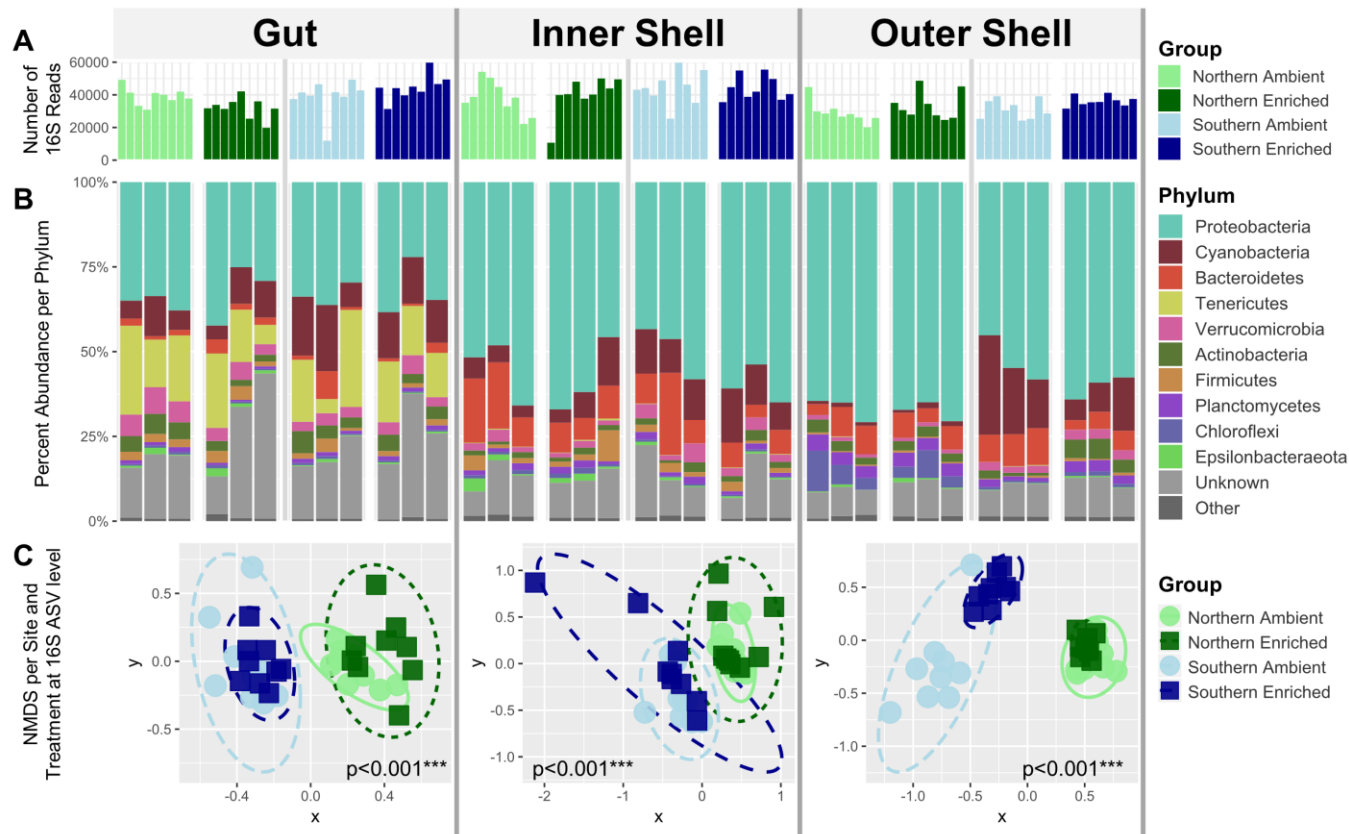 Gut
Inner Shell
Outer Shell
A
Number of
16S Reads
60000
40000
20000
0
Group
Northern Ambient
Northern Enriched
Southern Ambient
Southern Enriched
B
Percent Abundance per Phylum
100%
75%
50%
25%
0%
Phylum
Proteobacteria
Cyanobacteria
Bacteroidetes
Tenericutes
Verrucomicrobia
Actinobacteria
Firmicutes
Planctomycetes
Chloroflexi
Epsilonbacteraeota
Unknown
Other
C
NMDS per Site and
Treatment at 16S ASV level
y
0.5
0.0
-0.5
p<0.001***
-0.4
0.0
0.4
x
y
1.0
0.5
0.0
-0.5
-1.0
p<0.001***
-2
-1
0
1
x
y
0.5
0.0
-0.5
-1.0
p<0.001***
-1.0
-0.5
0.0
0.5
x
Group
Northern Ambient
Northern Enriched
Southern Ambient
Southern Enriched